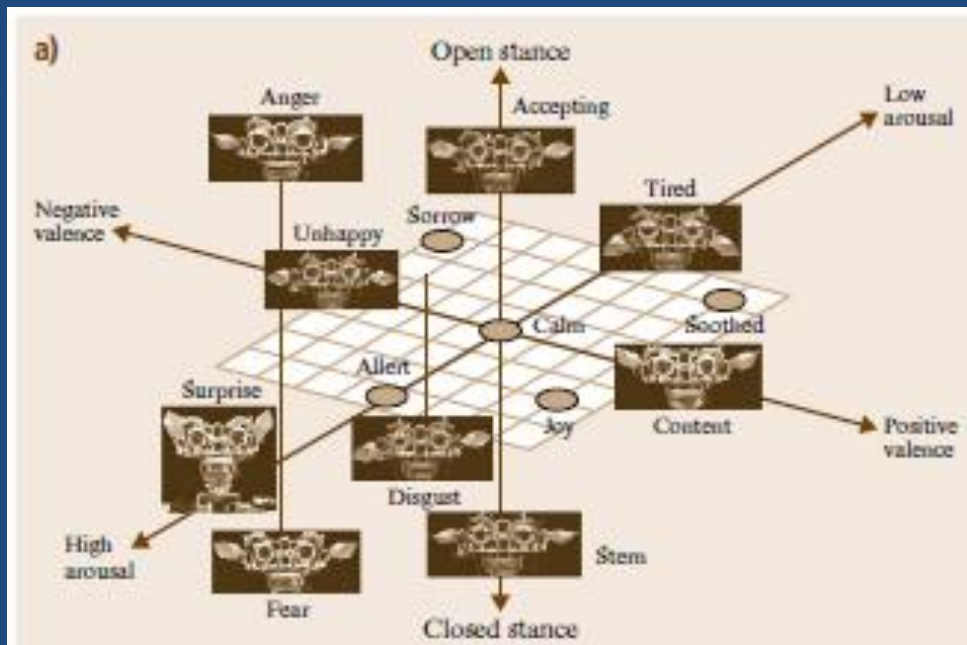 a)
Open stance
Anger
Accepting
Low
arousal
Tired
Negative
valence
Sorrow
Unhappy
Calm
Soothed
Allert
Surprise
Joy
Content
Positive
valence
Disgust
High
arousal
Stem
Fear
Closed stance